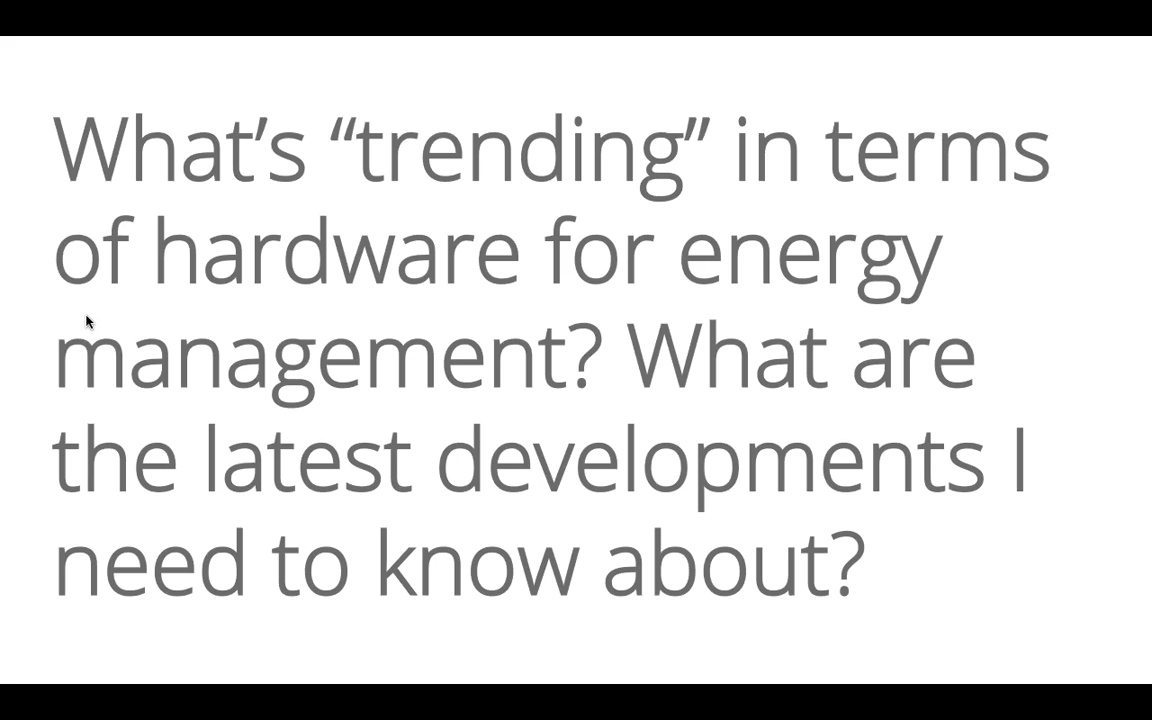 What’s “trending” in terms
of hardware for energy
management? What are
the latest developments I
need to know about?